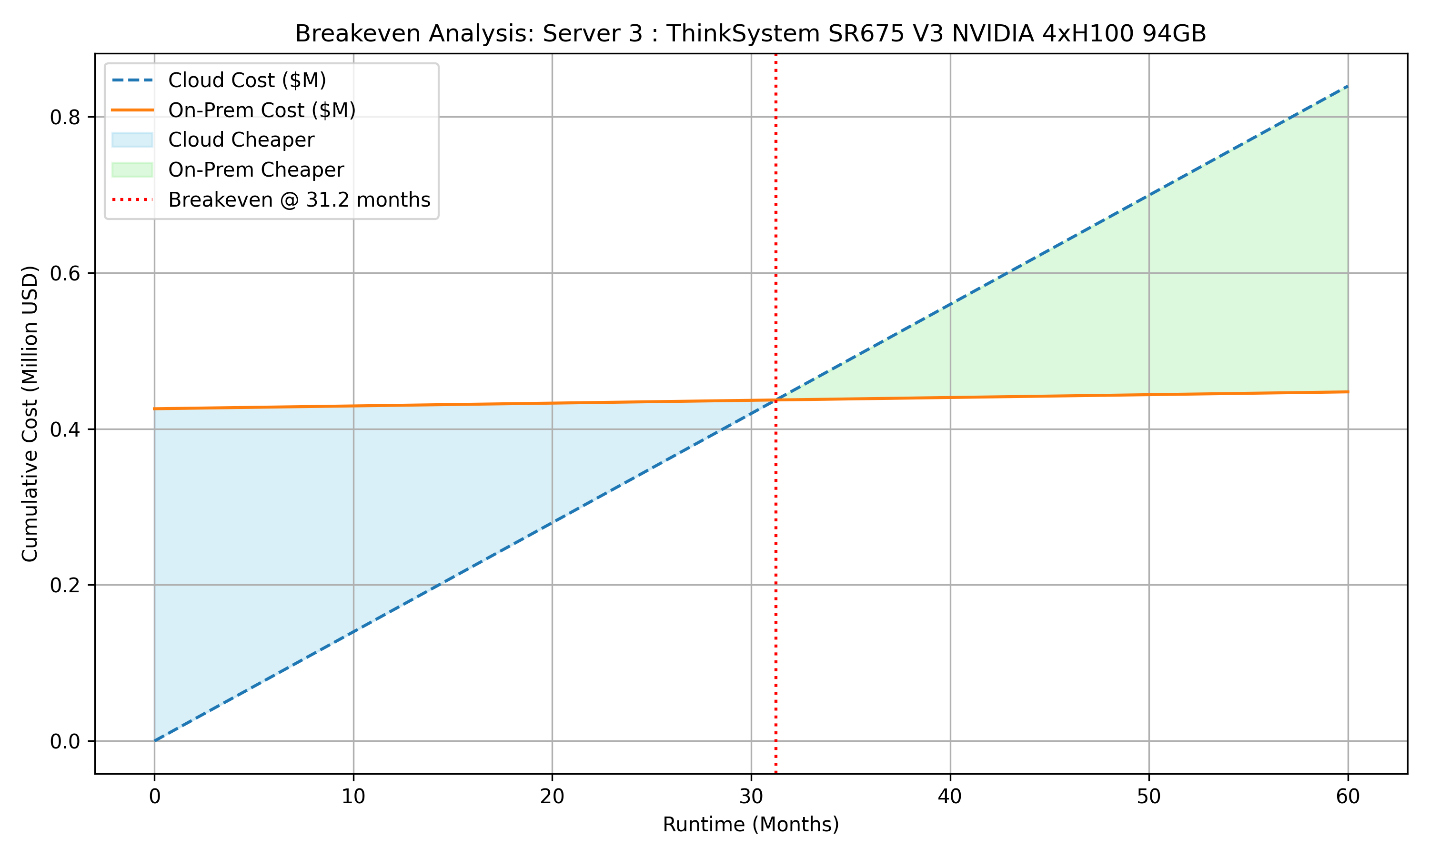 Breakeven Analysis: Server 3 : ThinkSystem SR675 V3 NVIDIA 4xH100 94GB
Cloud Cost ($M)
On-Prem Cost ($M)
Cloud Cheaper
On-Prem Cheaper
Breakeven @ 31.2 months
Cumulative Cost (Million USD)
0.8
0.6
0.4
0.2
0.0
0 10 20 30 40 50 60
Runtime (Months)